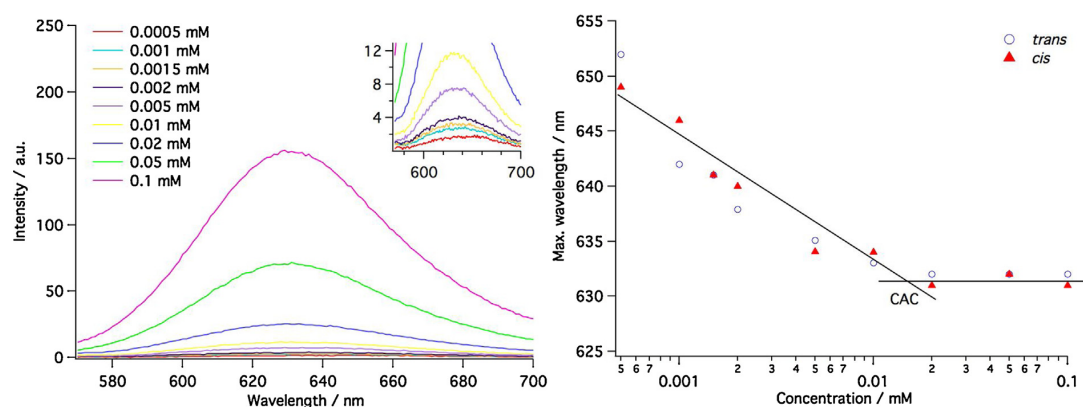 250
200
150
100
50
0
Intensity / a.u.
0.0005 mM
0.001 mM
0.0015 mM
0.002 mM
0.005 mM
0.01 mM
0.02 mM
0.05 mM
0.1 mM
12
8
4
600 700
580 600 620 640 660 680 700
Wavelength / nm
655
650
645
640
635
630
625
Max. wavelength / nm
trans
cis
CAC
5 6 7 0.001 2 3 4 5 6 7 0.01 2 3 4 5 6 7 0.1
Concentration / mM